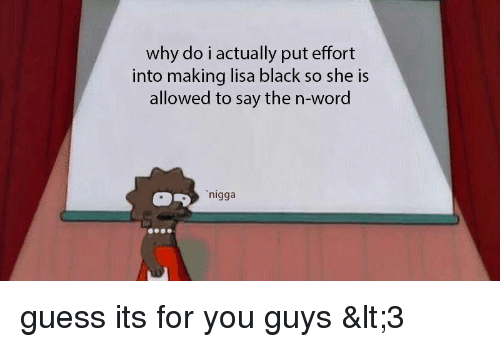 why do i actually put effort
into making lisa black so she is
allowed to say the n-word
`nigga
guess its for you guys &lt;3